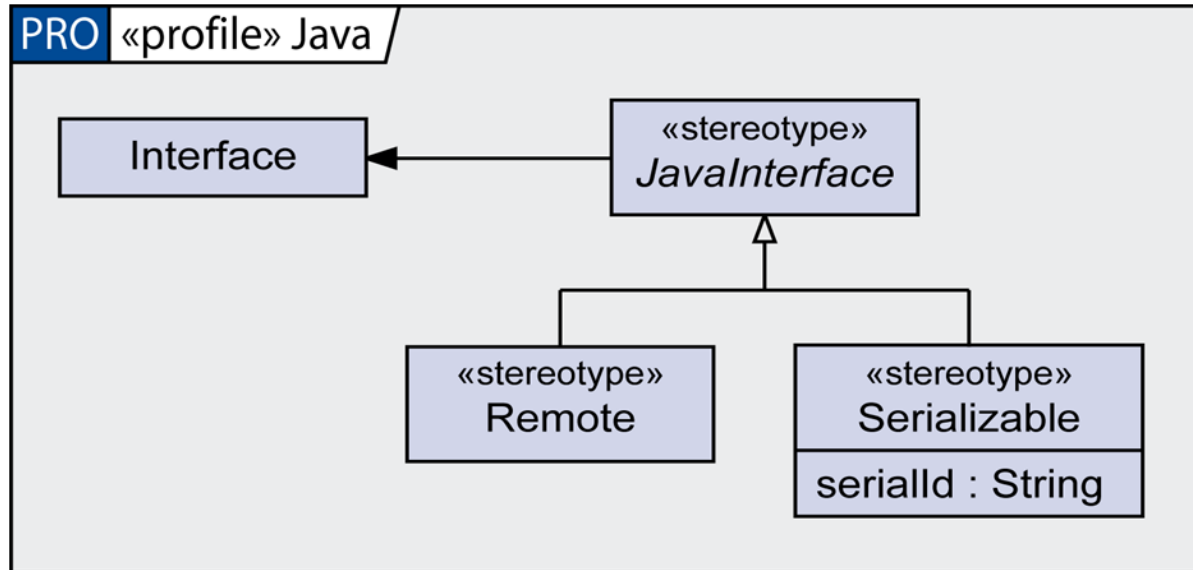 PRO «profile» Java
Interface
«stereotype»
JavaInterface
«stereotype»
Remote
«stereotype»
Serializable
serialId : String